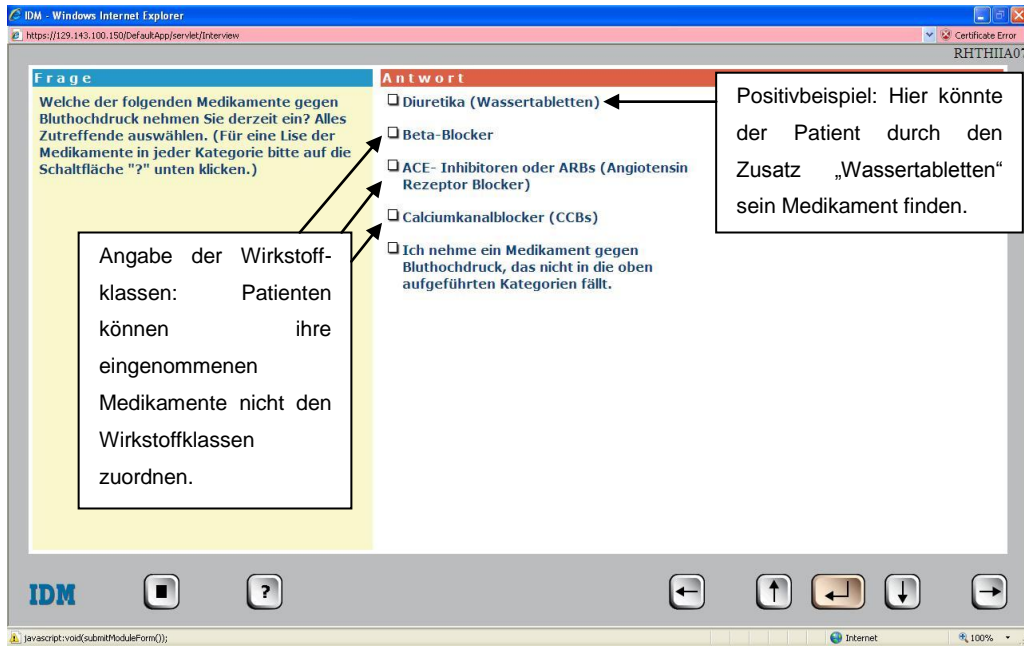 IDM - Windows Internet Explorer
https://129.143.100.150/DefaultApp/servlet/Interview
Certificate Error
RHTHIIA07
Frage
Welche der folgenden Medikamente gegen
Bluthochdruck nehmen Sie derzeit ein? Alles
Zutreffende auswählen. (Für eine Lise der
Medikamente in jeder Kategorie bitte auf die
Schaltfläche "?" unten klicken.)
Angabe der Wirkstoff-
klassen: Patienten
können ihre
eingenommenen
Medikamente nicht den
Wirkstoffklassen
zuordnen.
Antwort
Diuretika (Wassertabletten)
Beta-Blocker
ACE- Inhibitoren oder ARBs (Angiotensin
Rezeptor Blocker)
Calciumkanalblocker (CCBs)
Ich nehme ein Medikament gegen
Bluthochdruck, das nicht in die oben
aufgeführten Kategorien fällt.
Positivbeispiel: Hier könnte
der Patient durch den
Zusatz „Wassertabletten“
sein Medikament finden.
IDM
?
javascript:void(submitModuleForm());
Internet
100%